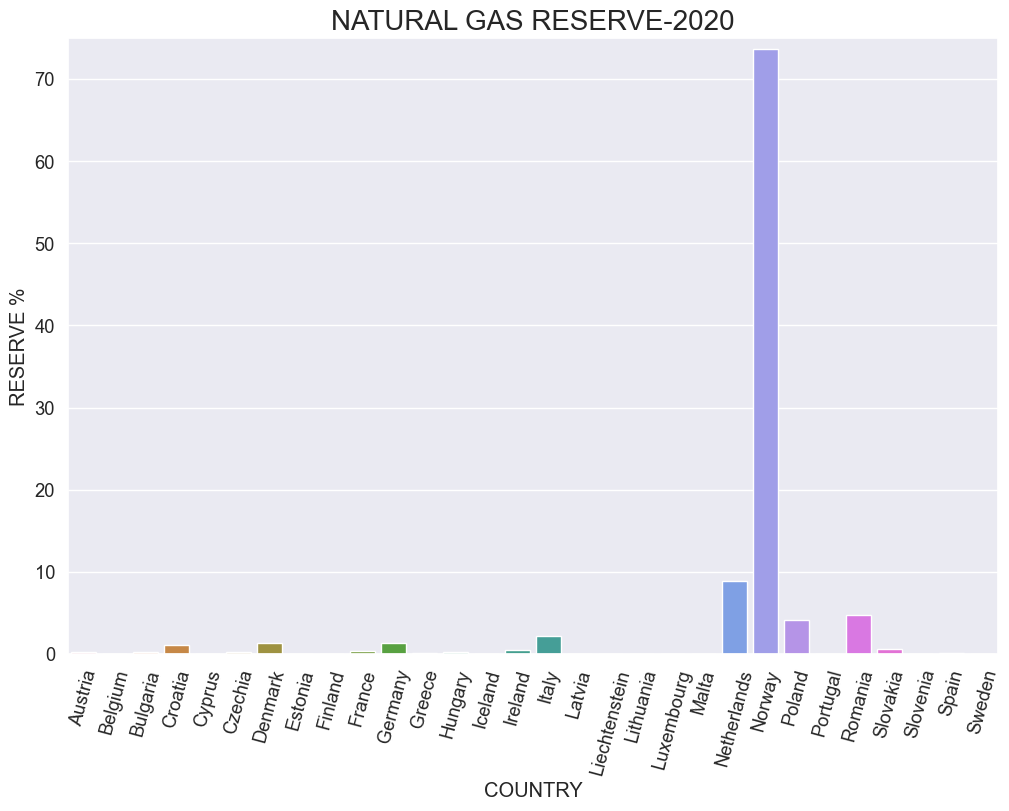 NATURAL GAS RESERVE-2020
RESERVE %
70
60
50
40
30
20
10
0
Austria
Belgium
Bulgaria
Croatia
Cyprus
Czechia
Denmark
Estonia
Finland
France
Germany
Greece
Hungary
Iceland
Ireland
Italy
Latvia
Liechtenstein
Lithuania
Luxembourg
Malta
Netherlands
Norway
Poland
Portugal
Romania
Slovakia
Slovenia
Spain
Sweden
COUNTRY